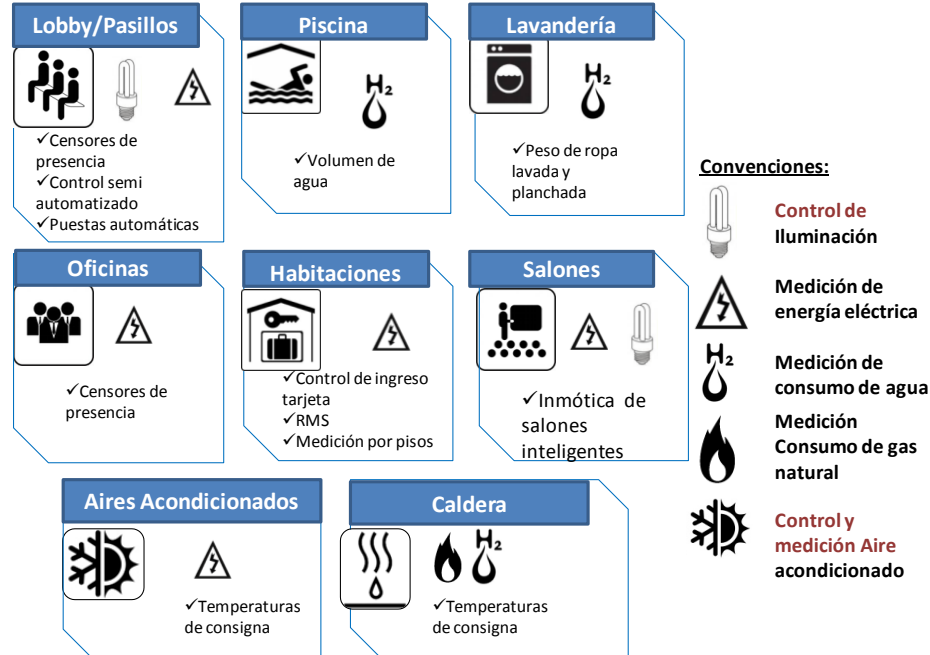 Lobby/Pasillos
✓Censores de
presencia
✓Control semi
automatizado
✓Puestas automáticas
Piscina
H₂
✓Volumen de
agua
Lavandería
H₂
✓Peso de ropa
lavada y
planchada
Oficinas
✓Censores de
presencia
Habitaciones
✓Control de ingreso
tarjeta
✓RMS
✓Medición por pisos
Salones
✓Inmótica de
salones
inteligentes
Aires Acondicionados
✓Temperaturas
de consigna
Caldera
H₂
✓Temperaturas
de consigna
Convenciones:
Control de
Iluminación
Medición de
energía eléctrica
H₂
Medición de
consumo de agua
Medición
Consumo de gas
natural
Control y
medición Aire
acondicionado